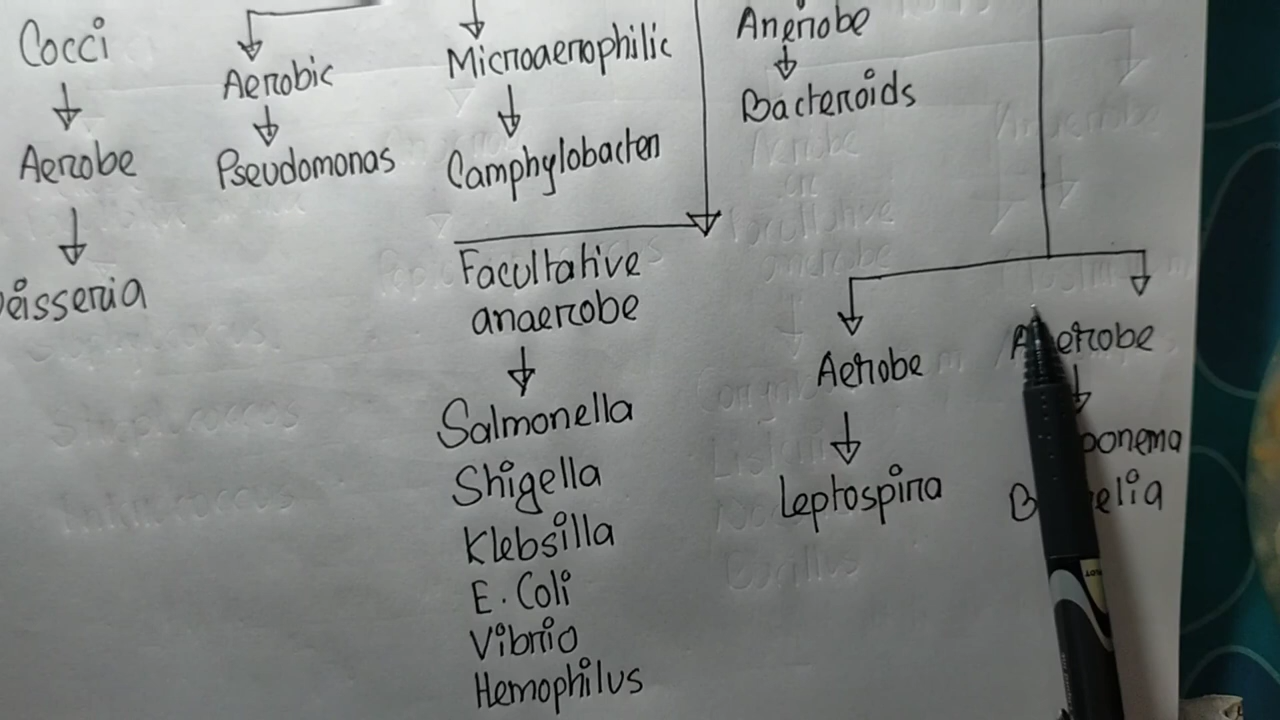 Cocci
Aerobe
Aerobic
Pseudomonas
Microaerophilic
Camphylobacter
Anerobe
Bacteroids
Facultative
anaerobe
Salmonella
Shigella
Klebsilla
E. Coli
Vibrio
Hemophilus
Aerobe
Leptospira